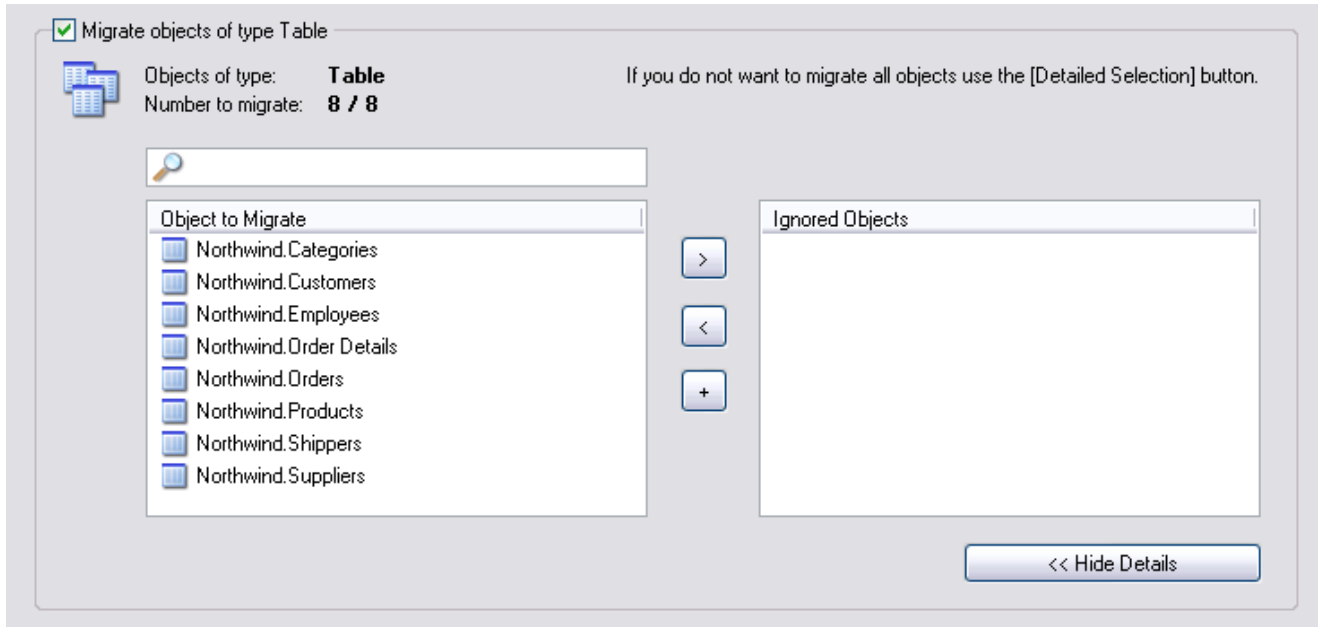 Migrate objects of type Table
Objects of type: Table
If you do not want to migrate all objects use the [Detailed Selection] button.
Number to migrate: 8 / 8
Object to Migrate
Northwind.Categories
Northwind.Customers
Northwind.Employees
Northwind.Order Details
Northwind.Orders
Northwind.Products
Northwind.Shippers
Northwind.Suppliers
>
<
+
Ignored Objects
<< Hide Details